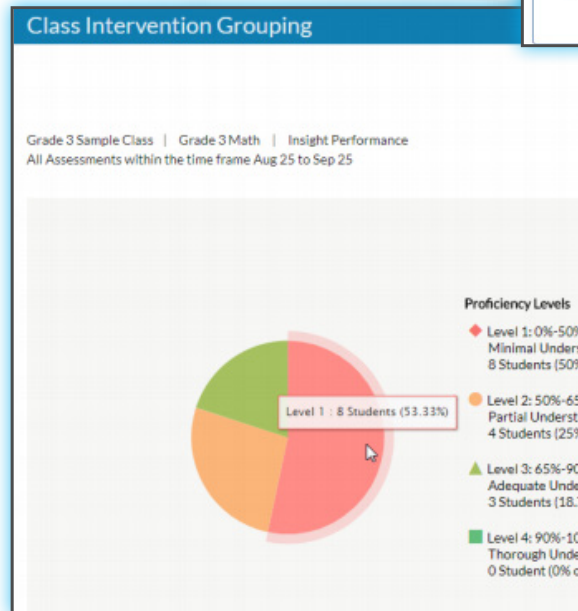 Class Intervention Grouping
Grade 3 Sample Class | Grade 3 Math | Insight Performance
All Assessments within the time frame Aug 25 to Sep 25
Proficiency Levels
Level 1: 0%-50%
Minimal Unders
8 Students (50%
Level 1 : 8 Students (53.33%)
Level 2: 50%-65
Partial Underst
4 Students (25%
Level 3: 65%-90
Adequate Unde
3 Students (18.
Level 4: 90%-10
Thorough Unde
0 Student (0%